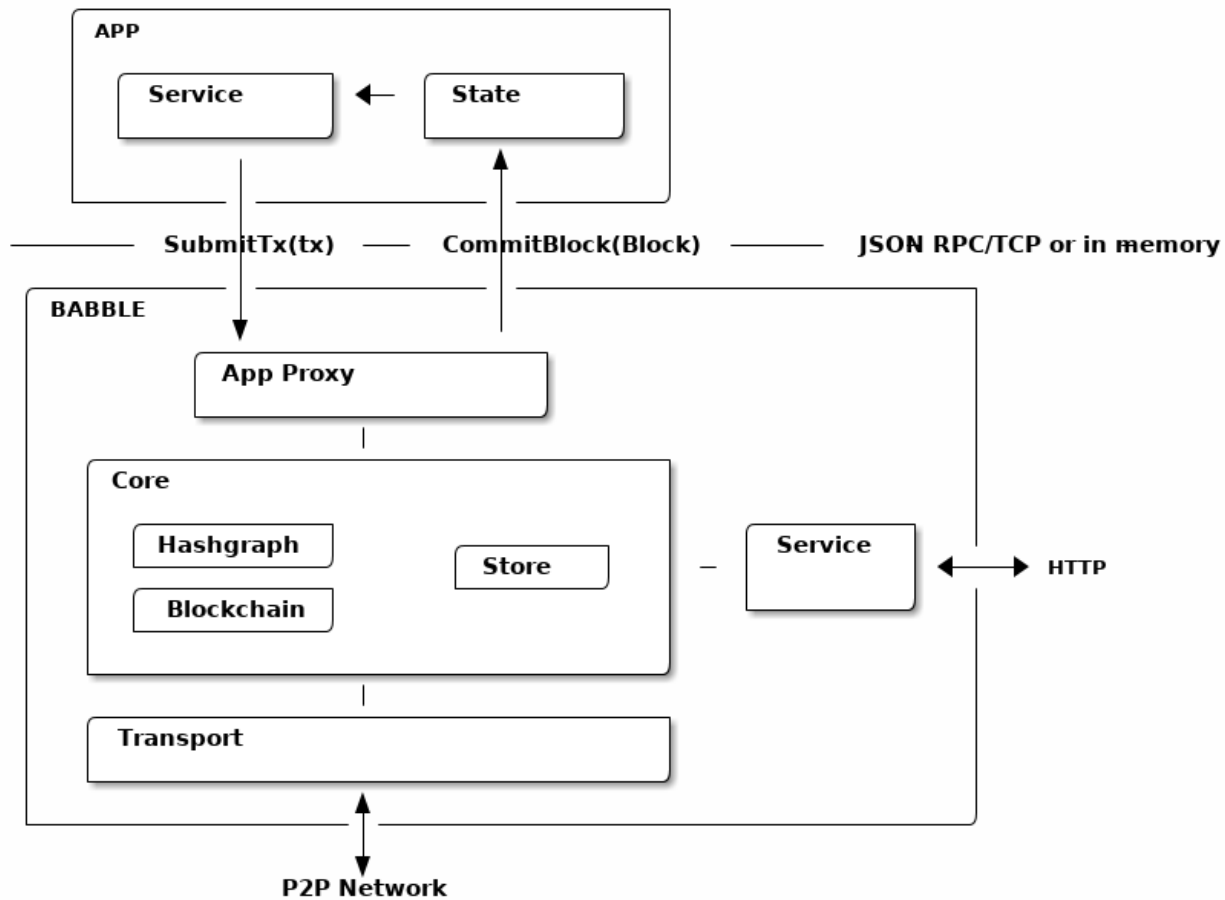 APP
Service State
SubmitTx(tx) CommitBlock(Block) JSON RPC/TCP or in memory
BABBLE
App Proxy
Core
Hashgraph
Store
Service
HTTP
Blockchain
Transport
P2P Network